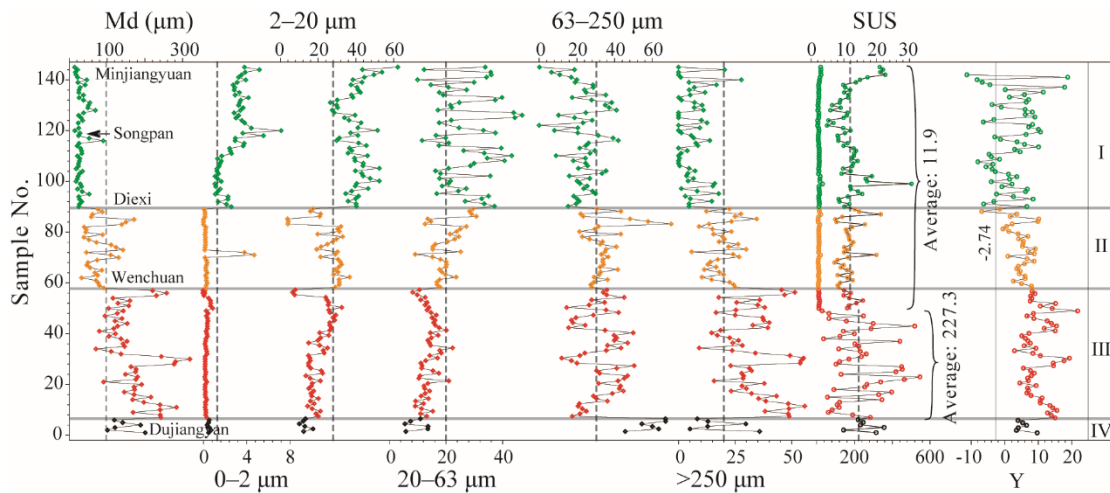 Md (μm) 2–20 μm 63–250 μm SUS
100 300 0 20 40 60 0 20 40 60 0 10 20 30
Sample No.
140 120 100 80 60 40 20 0
Minjiangyuan
Songpan
Diexi
Wenchuan
Dujiangyan
Average: 11.9
Average: 227.3
-2.74
I
II
III
IV
0 4 8 0 20 40 0 25 50 200 600 -10 0 10 20
0–2 μm 20–63 μm >250 μm Y